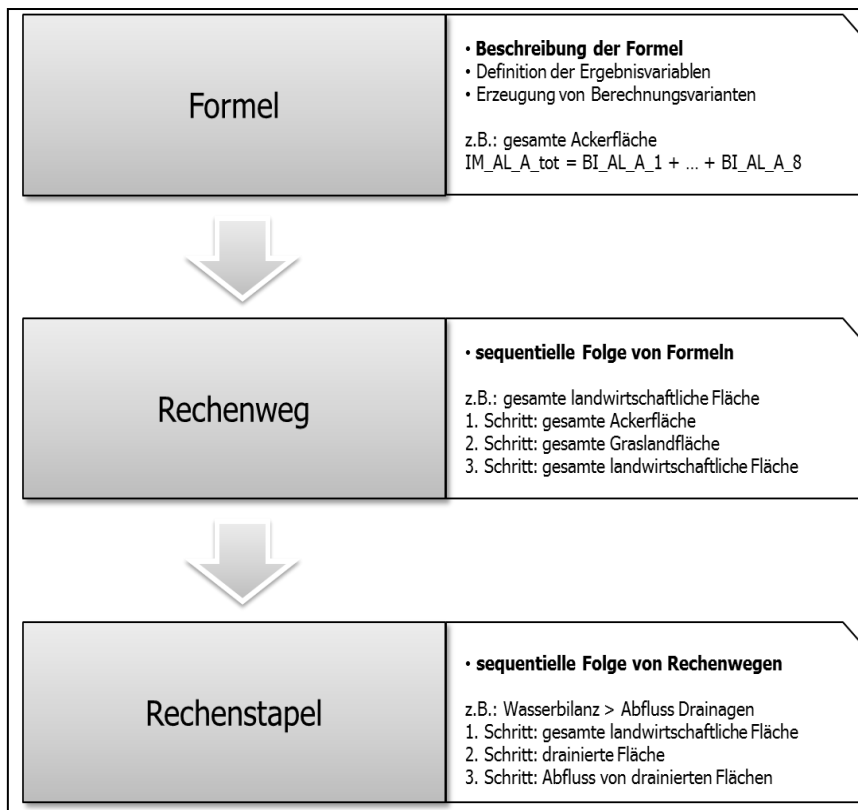 Formel
• Beschreibung der Formel
• Definition der Ergebnisvariablen
• Erzeugung von Berechnungsvarianten
z.B.: gesamte Ackerfläche
IM_AL_A_tot = BI_AL_A_1 + ... + BI_AL_A_8
Rechenweg
• sequentielle Folge von Formeln
z.B.: gesamte landwirtschaftliche Fläche
1. Schritt: gesamte Ackerfläche
2. Schritt: gesamte Graslandfläche
3. Schritt: gesamte landwirtschaftliche Fläche
Rechenstapel
• sequentielle Folge von Rechenwegen
z.B.: Wasserbilanz > Abfluss Drainagen
1. Schritt: gesamte landwirtschaftliche Fläche
2. Schritt: drainierte Fläche
3. Schritt: Abfluss von drainierten Flächen